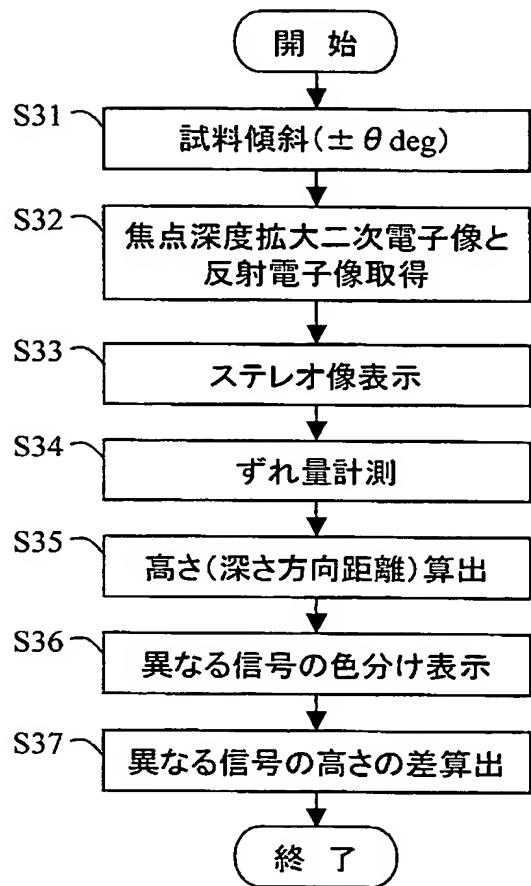 開 始
S31
試料傾斜(±θdeg)
S32
焦点深度拡大二次電子像と
反射電子像取得
S33
ステレオ像表示
S34
ずれ量計測
S35
高さ(深さ方向距離)算出
S36
異なる信号の色分け表示
S37
異なる信号の高さの差算出
終 了